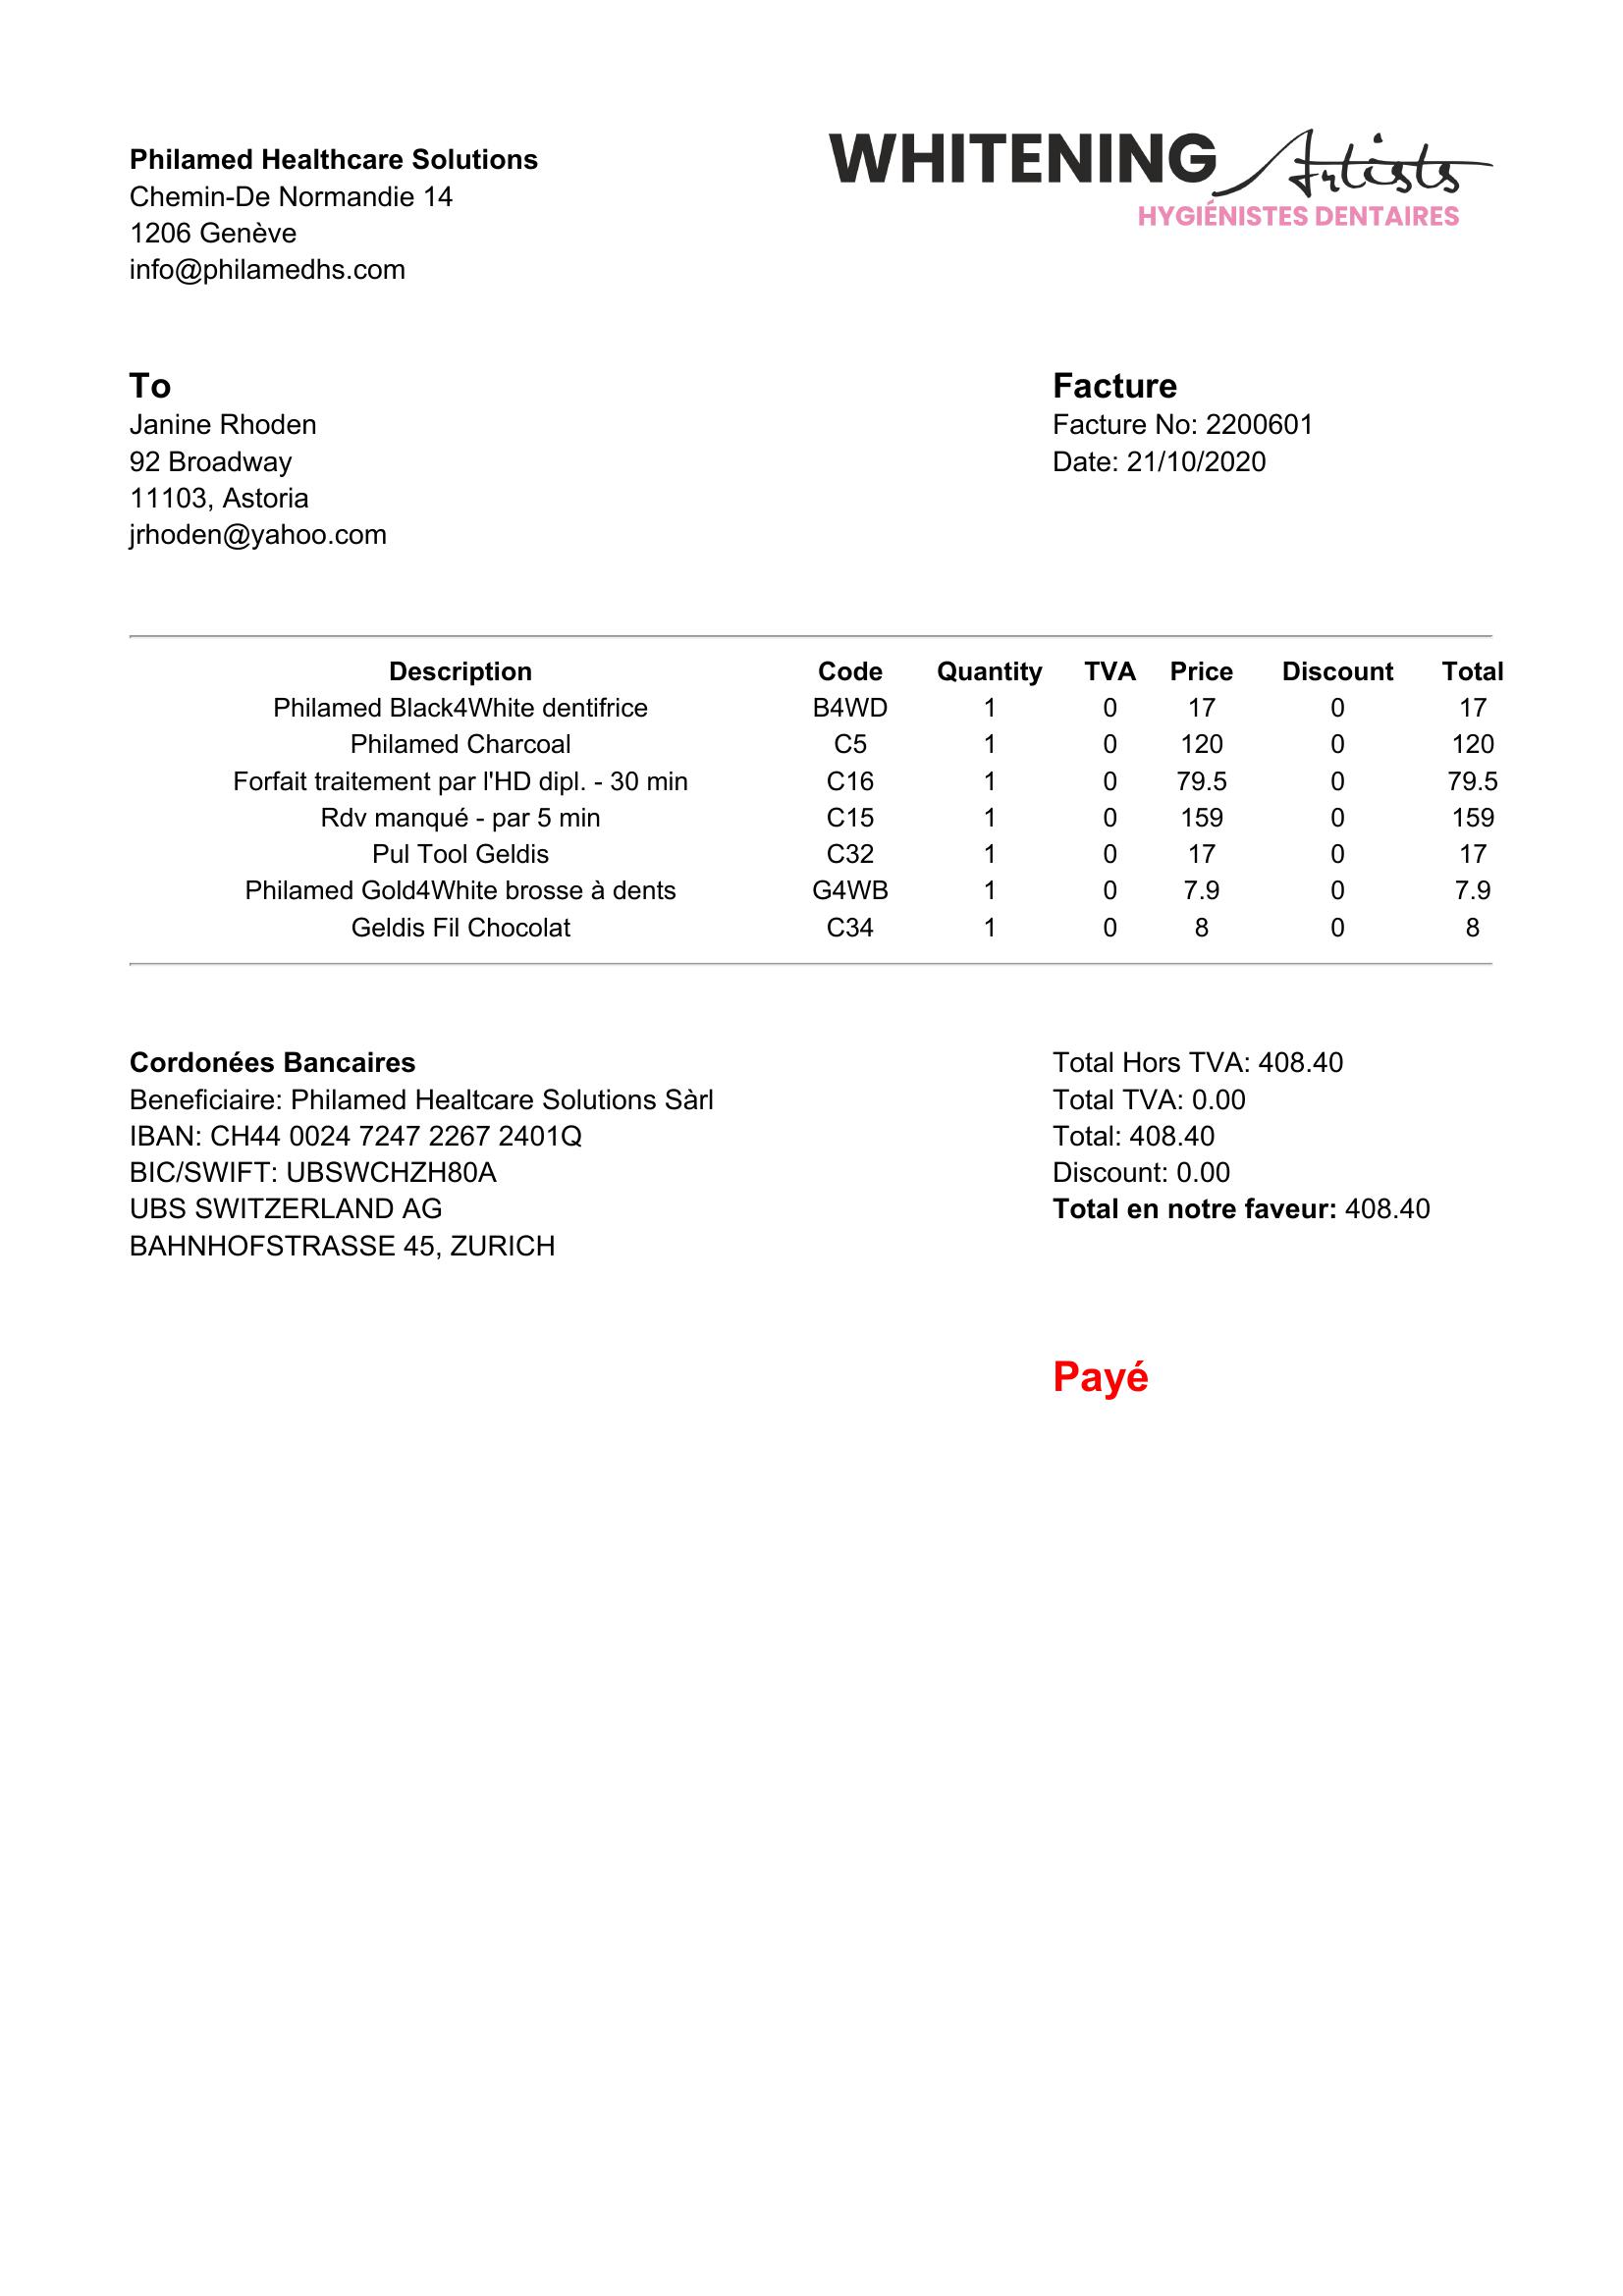 Philamed Healthcare Solutions
Chemin-De Normandie 14
1206 Genève
info@philamedhs.com
WHITENING Artists
HYGIÉNISTES DENTAIRES
To
Janine Rhoden
92 Broadway
11103, Astoria
jrhoden@yahoo.com
Facture
Facture No: 2200601
Date: 21/10/2020
Description Code Quantity TVA Price Discount Total
Philamed Black4White dentifrice B4WD 1 0 17 0 17
Philamed Charcoal C5 1 0 120 0 120
Forfait traitement par l'HD dipl. - 30 min C16 1 0 79.5 0 79.5
Rdv manqué - par 5 min C15 1 0 159 0 159
Pul Tool Geldis C32 1 0 17 0 17
Philamed Gold4White brosse à dents G4WB 1 0 7.9 0 7.9
Geldis Fil Chocolat C34 1 0 8 0 8
Cordonées Bancaires
Beneficiaire: Philamed Healtcare Solutions Sàrl
IBAN: CH44 0024 7247 2267 2401Q
BIC/SWIFT: UBSWCHZH80A
UBS SWITZERLAND AG
BAHNHOFSTRASSE 45, ZURICH
Total Hors TVA: 408.40
Total TVA: 0.00
Total: 408.40
Discount: 0.00
Total en notre faveur: 408.40
Payé